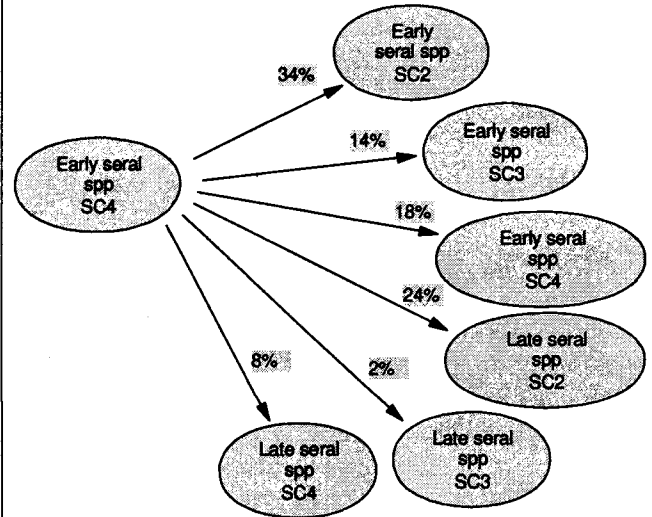 Early
seral spp
SC2
34%
Early seral
spp
SC3
14%
Early seral
spp
SC4
18%
Early seral
spp
SC4
24%
Late seral
spp
SC2
8%
2%
Late seral
spp
SC4
Late seral
spp
SC3